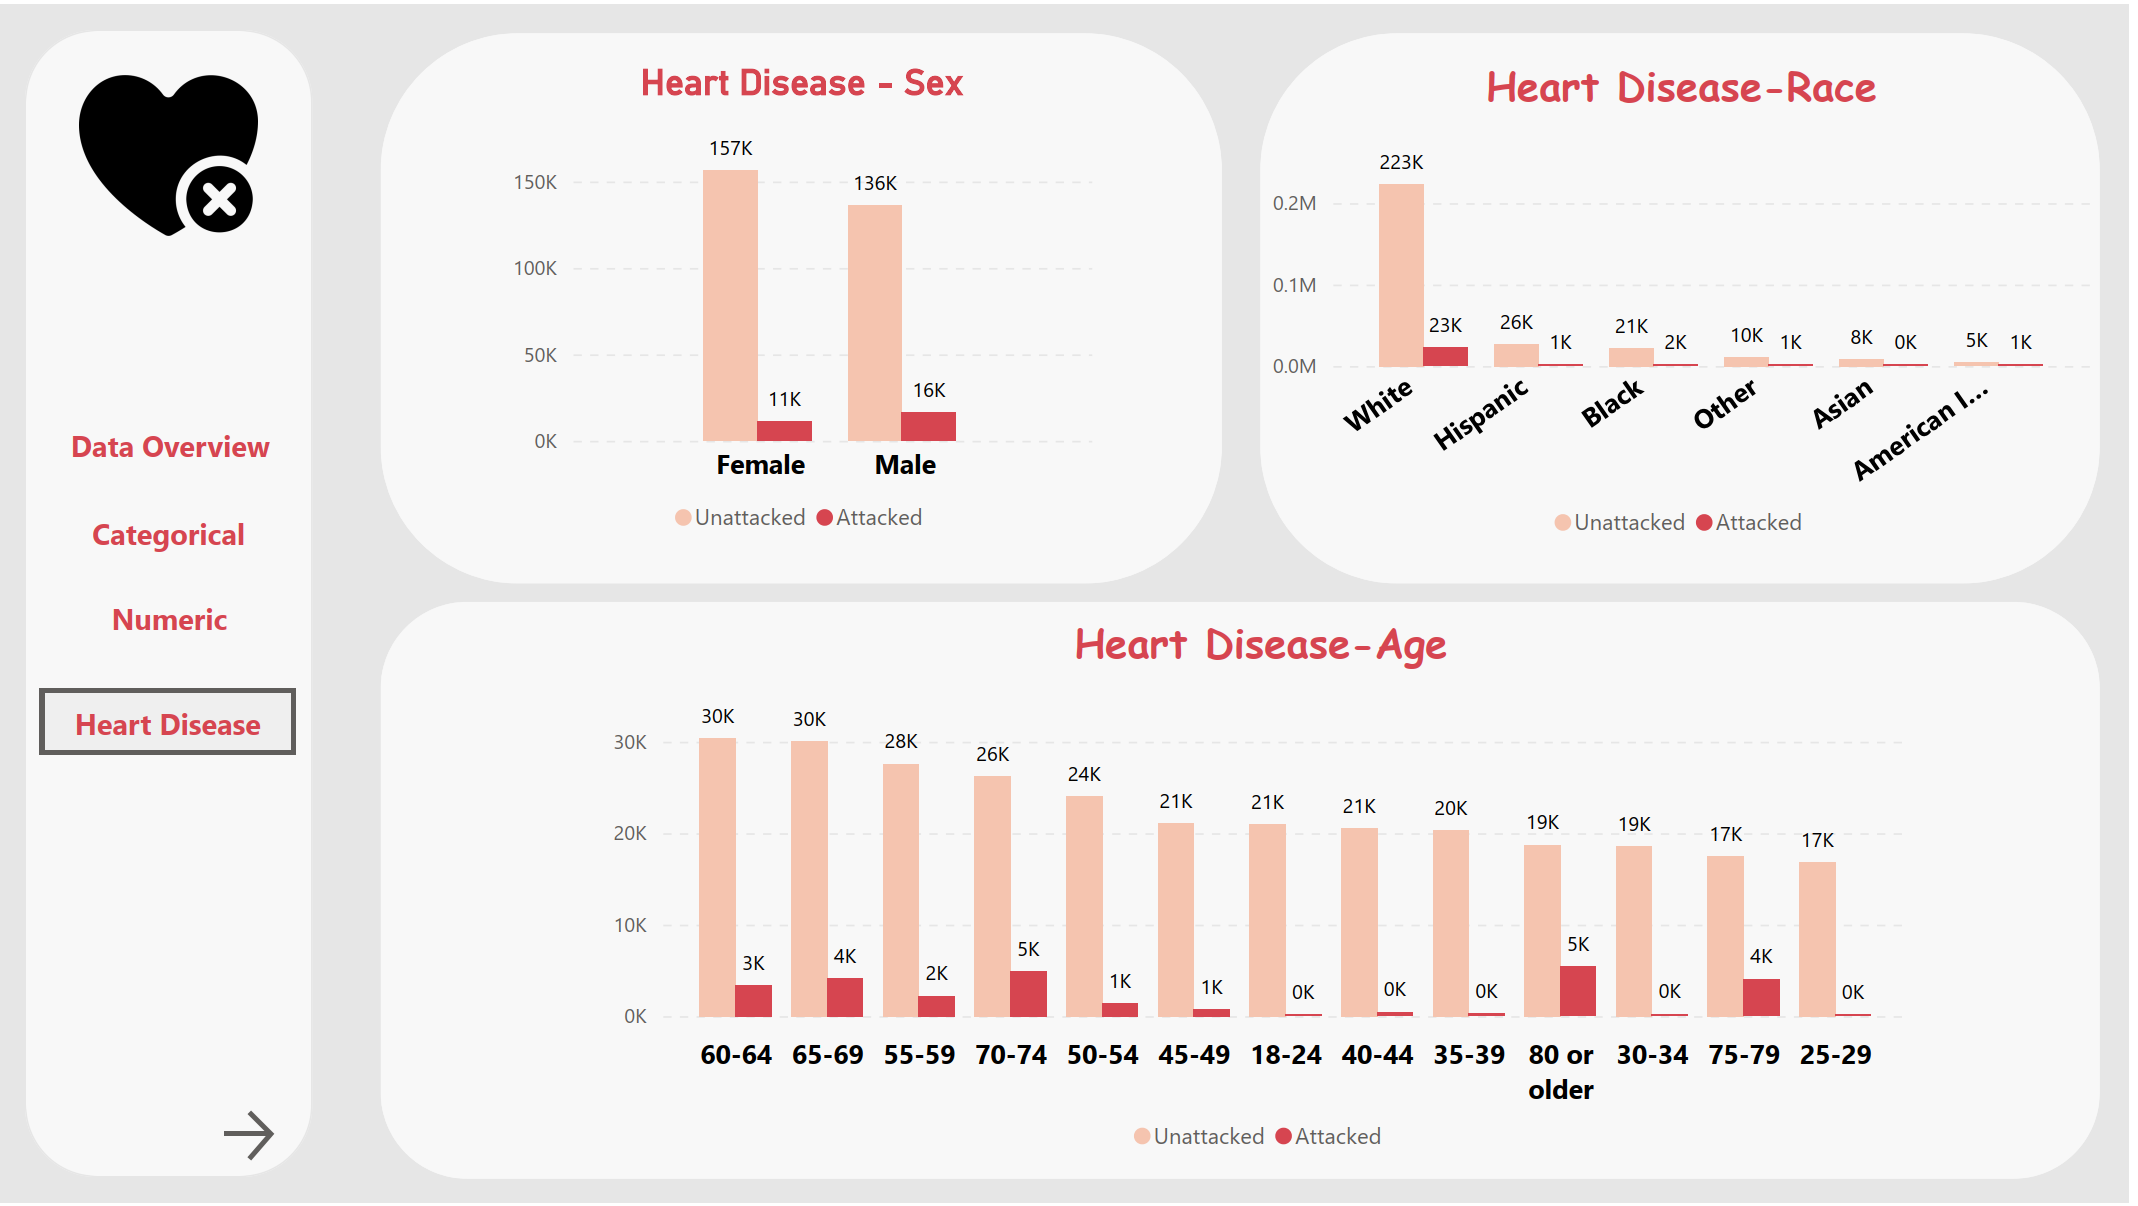 Data Overview
Categorical
Numeric
Heart Disease
Heart Disease - Sex
157K
136K
150K
100K
50K
11K
16K
0K
Female Male
Unattacked Attacked
Heart Disease-Race
223K
0.2M
0.1M
23K 26K 1K 21K 2K 10K 1K 8K 0K 5K 1K
0.0M
White Hispanic Black Other Asian American I...
Unattacked Attacked
Heart Disease-Age
30K 30K 28K 26K 24K 21K 21K 21K 20K 19K 19K 17K 17K
30K
20K
10K
3K 4K 2K 5K 1K 1K 0K 0K 0K 5K 0K 4K 0K
0K
60-64 65-69 55-59 70-74 50-54 45-49 18-24 40-44 35-39 80 or 30-34 75-79 25-29
older
Unattacked Attacked